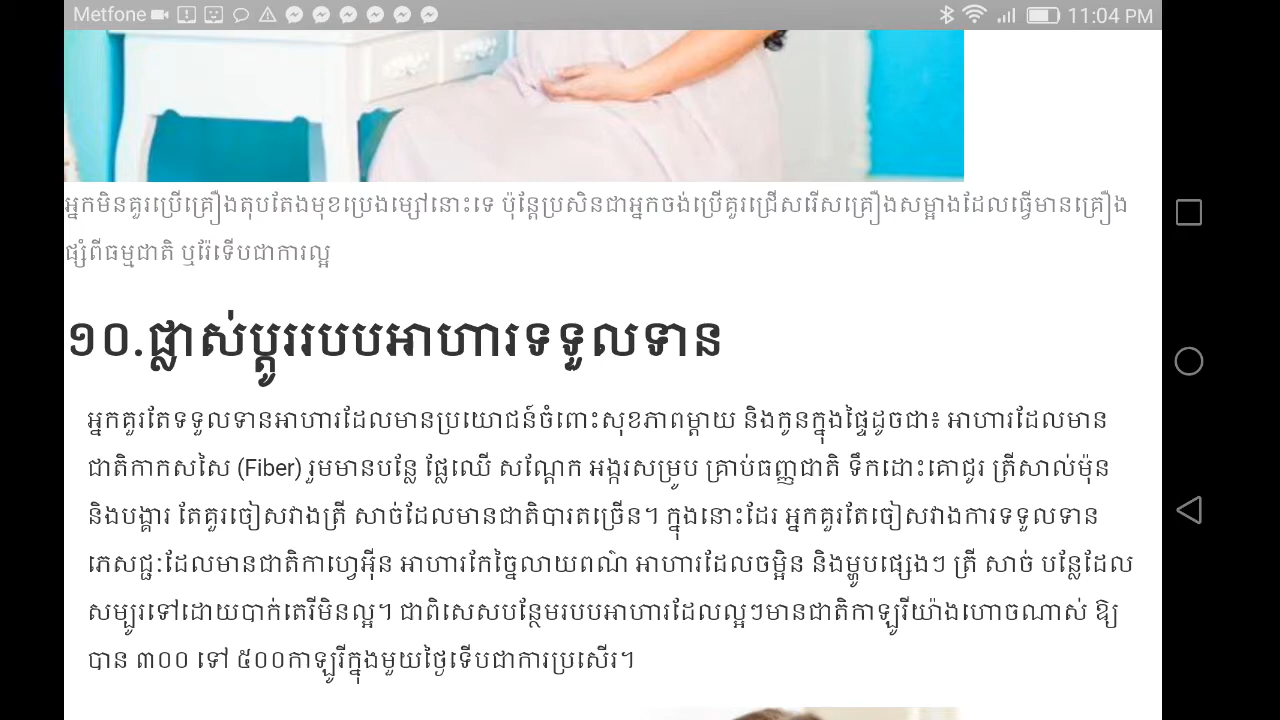 Metfone
11:04 PM
អ្នកមិនគួរប្រើគ្រឿងតុបតែងមុខប្រេងម្សៅនោះទេ ប៉ុន្តែប្រសិនជាអ្នកចង់ប្រើគួរជ្រើសរើសគ្រឿងសម្អាងដែលធ្វើមានគ្រឿង
ផ្សំពីធម្មជាតិ ឬរ៉ែទើបជាការល្អ
១០.ផ្លាស់ប្តូររបបអាហារទទួលទាន
អ្នកគួរតែទទួលទានអាហារដែលមានប្រយោជន៍ចំពោះសុខភាពម្តាយ និងកូនក្នុងផ្ទៃដូចជា៖ អាហារដែលមាន
ជាតិកាកសសៃ (Fiber) រួមមានបន្លែ ផ្លែឈើ សណ្តែក អង្ករសម្រូប គ្រាប់ធញ្ញជាតិ ទឹកដោះគោជូរ ត្រីសាល់ម៉ុន
និងបង្គារ តែគួរចៀសវាងត្រី សាច់ដែលមានជាតិបារតច្រើន។ ក្នុងនោះដែរ អ្នកគួរតែចៀសវាងការទទួលទាន
ភេសជ្ជៈដែលមានជាតិកាហ្វេអ៊ីន អាហារកែច្នៃលាយពណ៌ អាហារដែលចម្អិន និងម្ហូបផ្សេងៗ ត្រី សាច់ បន្លែដែល
សម្បូរទៅដោយបាក់តេរីមិនល្អ។ ជាពិសេសបន្ថែមរបបអាហារដែលល្អៗមានជាតិកាឡូរីយ៉ាងហោចណាស់ ឱ្យ
បាន ៣០០ ទៅ ៥០០កាឡូរីក្នុងមួយថ្ងៃទើបជាការប្រសើរ។